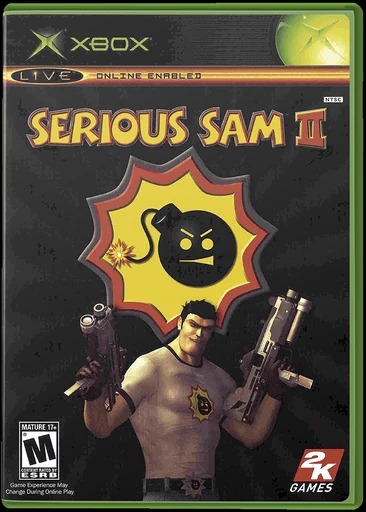 XBOX
LIVE ONLINE ENABLED
NTSC
SERIOUS SAM II
MATURE 17+
M
CONTENT RATED BY
ESRB
Game Experience May
Change During Online Play
2K
GAMES